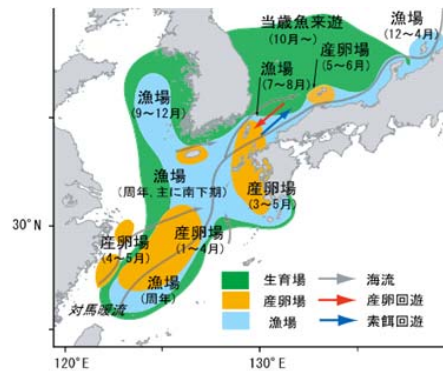 当歳魚来遊
(10月～)
漁場
(12～4月)
漁場
(7～8月)
産卵場
(5～6月)
漁場
(9～12月)
漁場
(周年、主に南下期)
産卵場
(3～5月)
30°N
産卵場
(4～5月)
産卵場
(1～4月)
漁場
(周年)
対馬暖流
生育場
海流
産卵場
産卵回遊
漁場
索餌回遊
120°E
130°E